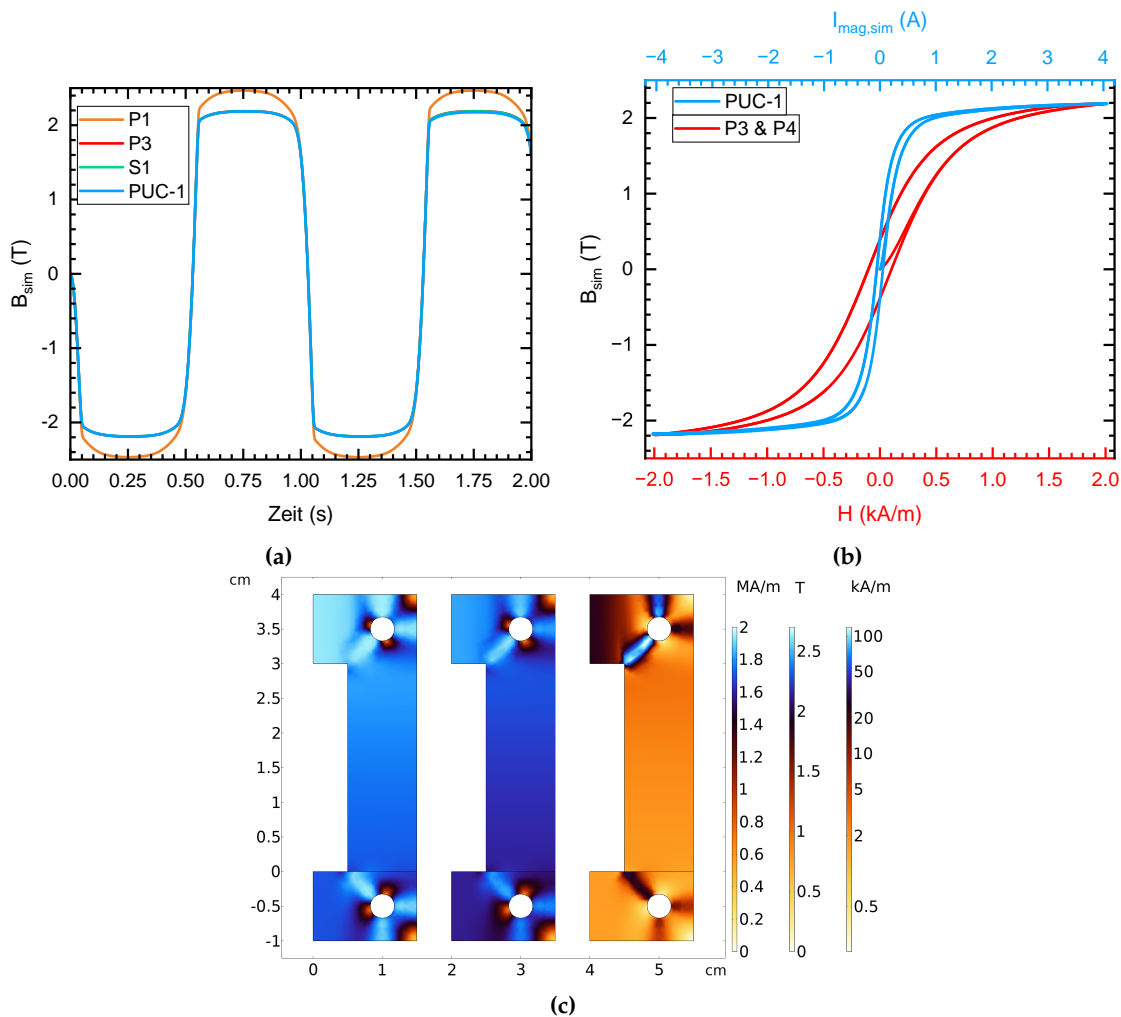 I_mag,sim (A)
−4 −3 −2 −1 0 1 2 3 4
P1
P3
S1
PUC-1
PUC-1
P3 & P4
2
1
0
-1
-2
B_sim (T)
2
1
0
−1
−2
B_sim (T)
0.00 0.25 0.50 0.75 1.00 1.25 1.50 1.75 2.00
Zeit (s)
−2.0 −1.5 −1.0 −0.5 0.0 0.5 1.0 1.5 2.0
H (kA/m)
(a)
(b)
cm
4
3.5
3
2.5
2
1.5
1
0.5
0
-0.5
-1
0 1 2 3 4 5 cm
MA/m
2
1.8
1.6
1.4
1.2
1
0.8
0.6
0.4
0.2
0
T
2.5
2
1.5
1
0.5
0
kA/m
100
50
20
10
5
2
0.5
(c)